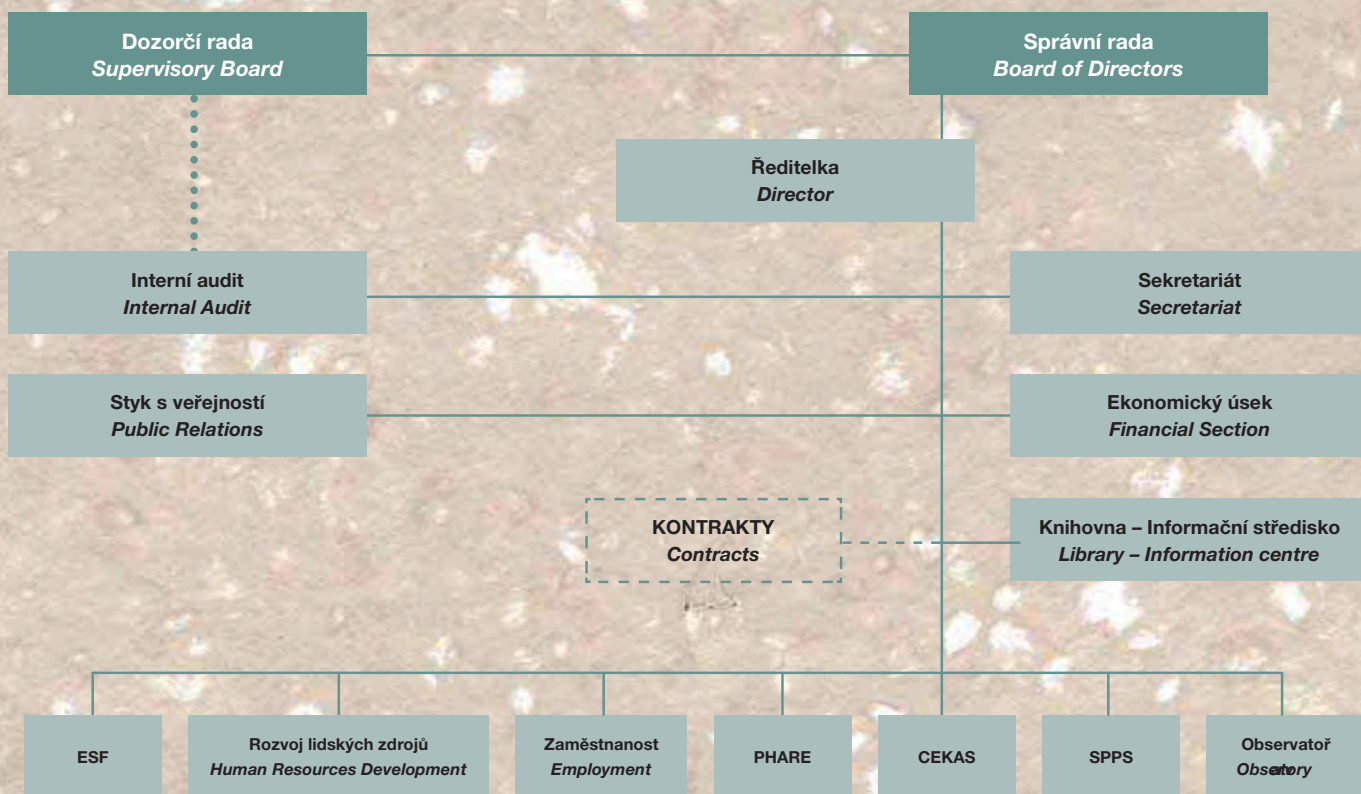 Dozorčí rada
Supervisory Board
Správní rada
Board of Directors
Ředitelka
Director
Interní audit
Internal Audit
Sekretariát
Secretariat
Styk s veřejností
Public Relations
Ekonomický úsek
Financial Section
KONTRAKTY
Contracts
Knihovna – Informační středisko
Library – Information centre
ESF
Rozvoj lidských zdrojů
Human Resources Development
Zaměstnanost
Employment
PHARE
CEKAS
SPPS
Observatoř